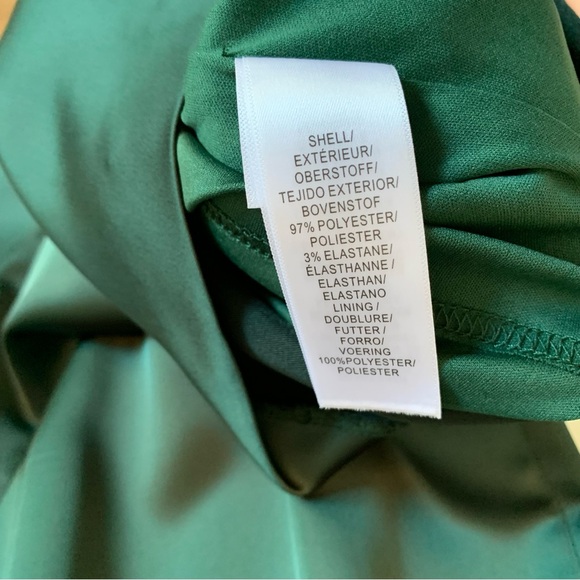 SHELL/
EXTÉRIEUR/
OBERSTOFF/
TEJIDO EXTERIOR/
BOVENSTOF
97% POLYESTER/
POLIESTER
3% ELASTANE/
ÉLASTHANNE/
ELASTHAN/
ELASTANO
LINING/
DOUBLURE/
FUTTER/
FORRO/
VOERING
100%POLYESTER/
POLIESTER